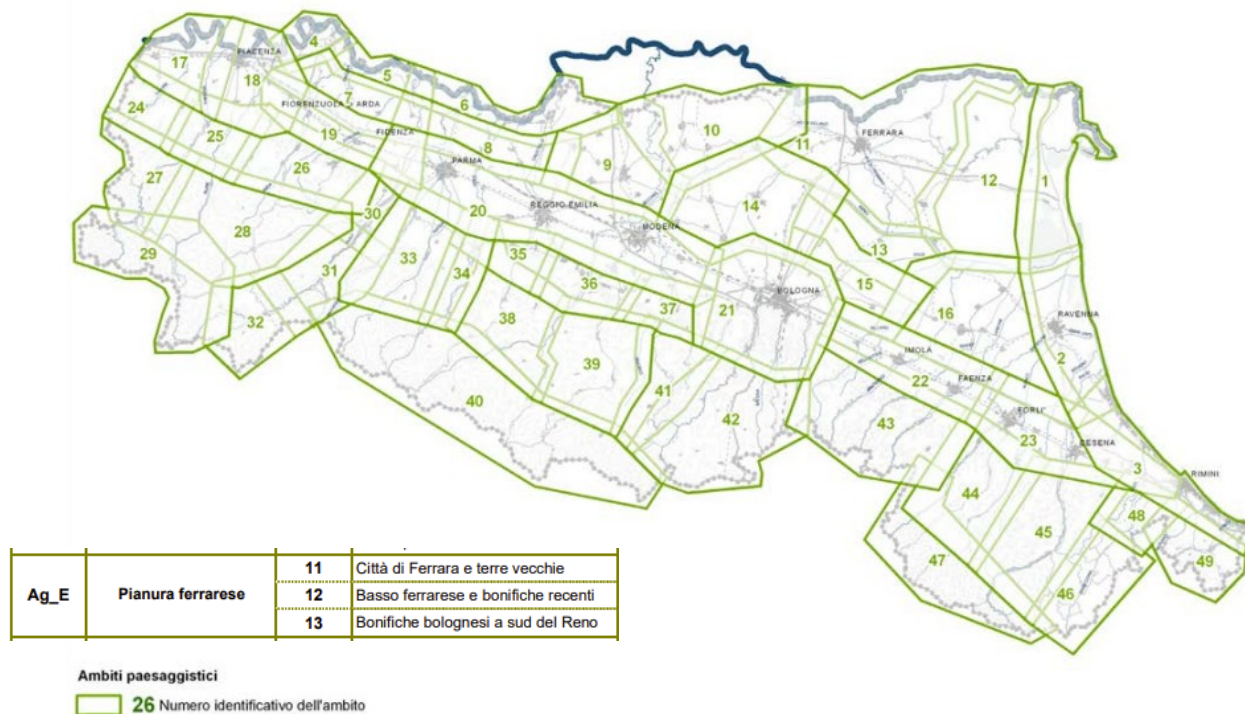 4
PIACENZA
17
18
5
7
6
FIORENZUOLA D'ARDA
24
19
FIDENZA
25
8
10
FERRARA
11
26
PARMA
9
12
1
27
30
14
20
REGGIO EMILIA
MODENA
28
33
13
29
35
34
31
36
15
BOLOGNA
32
37
21
16
RAVENNA
38
IMOLA
2
39
22
FAENZA
40
41
42
43
FORLI'
23
CESENA
3
RIMINI
44
48
45
47
49
46
Ag_E Pianura ferrarese
11 Città di Ferrara e terre vecchie
12 Basso ferrarese e bonifiche recenti
13 Bonifiche bolognesi a sud del Reno
Ambiti paesaggistici
26 Numero identificativo dell'ambito